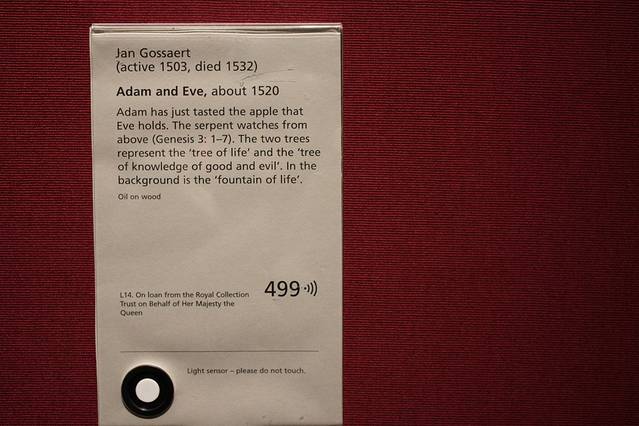 Jan Gossaert
(active 1503, died 1532)
Adam and Eve, about 1520
Adam has just tasted the apple that
Eve holds. The serpent watches from
above (Genesis 3: 1–7). The two trees
represent the ‘tree of life’ and the ‘tree
of knowledge of good and evil’. In the
background is the ‘fountain of life’.
Oil on wood
L14. On loan from the Royal Collection
Trust on Behalf of Her Majesty the
Queen
499
Light sensor – please do not touch.